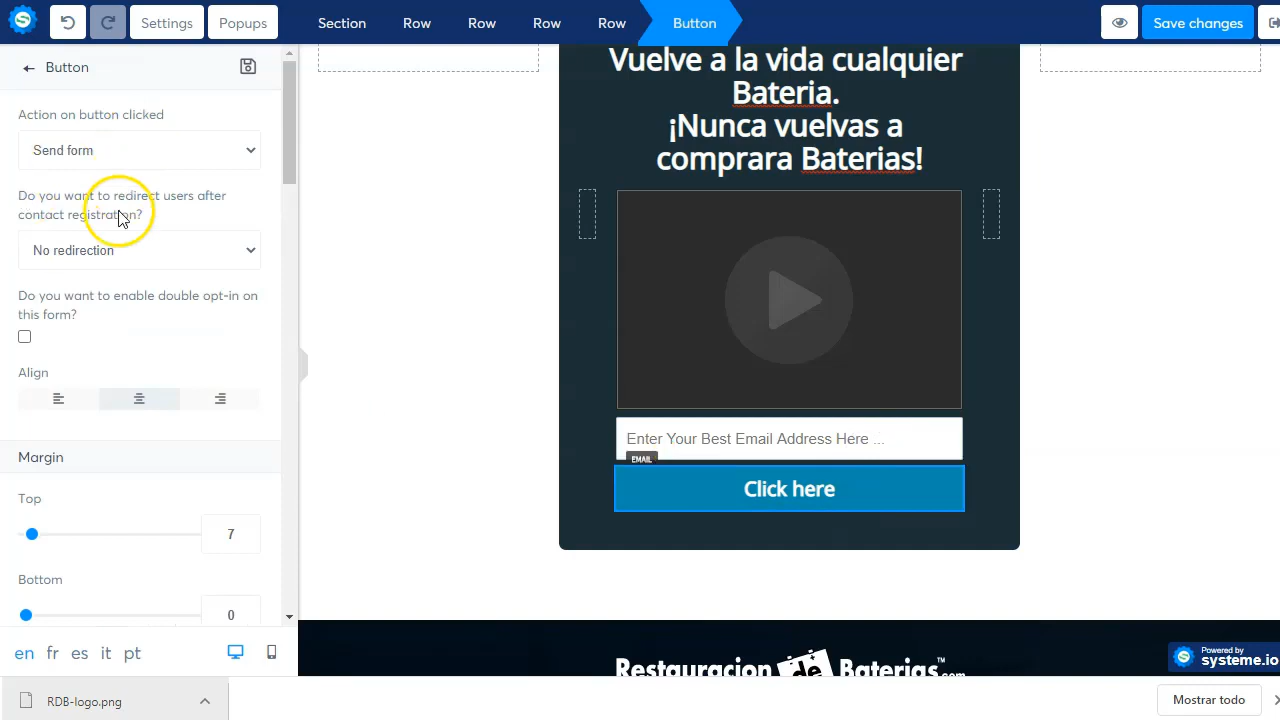 Settings
Popups
Section
Row
Row
Row
Row
Button
Save changes
Button
Action on button clicked
Send form
Do you want to redirect users after
contact registration?
No redirection
Do you want to enable double opt-in on
this form?
Align
Margin
Top
7
Bottom
0
en fr es it pt
Vuelve a la vida cualquier
Bateria.
¡Nunca vuelvas a
comprara Baterias!
Enter Your Best Email Address Here ...
EMAIL
Click here
Restauracion de Baterias™
.com
Powered by
systeme.io
RDB-logo.png
Mostrar todo